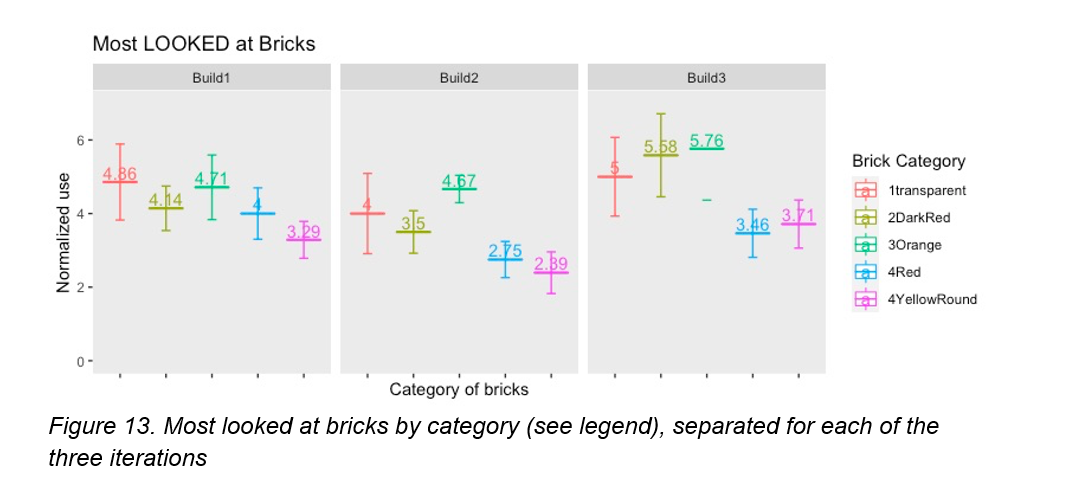 Most LOOKED at Bricks
Build1
Build2
Build3
Normalized use
6
4
2
0
4.86
4.14
4.71
4
3.29
4
3.5
4.67
2.75
2.39
5
5.58
5.76
3.46
3.71
Category of bricks
Brick Category
a 1transparent
a 2DarkRed
a 3Orange
a 4Red
a 4YellowRound
Figure 13. Most looked at bricks by category (see legend), separated for each of the
three iterations